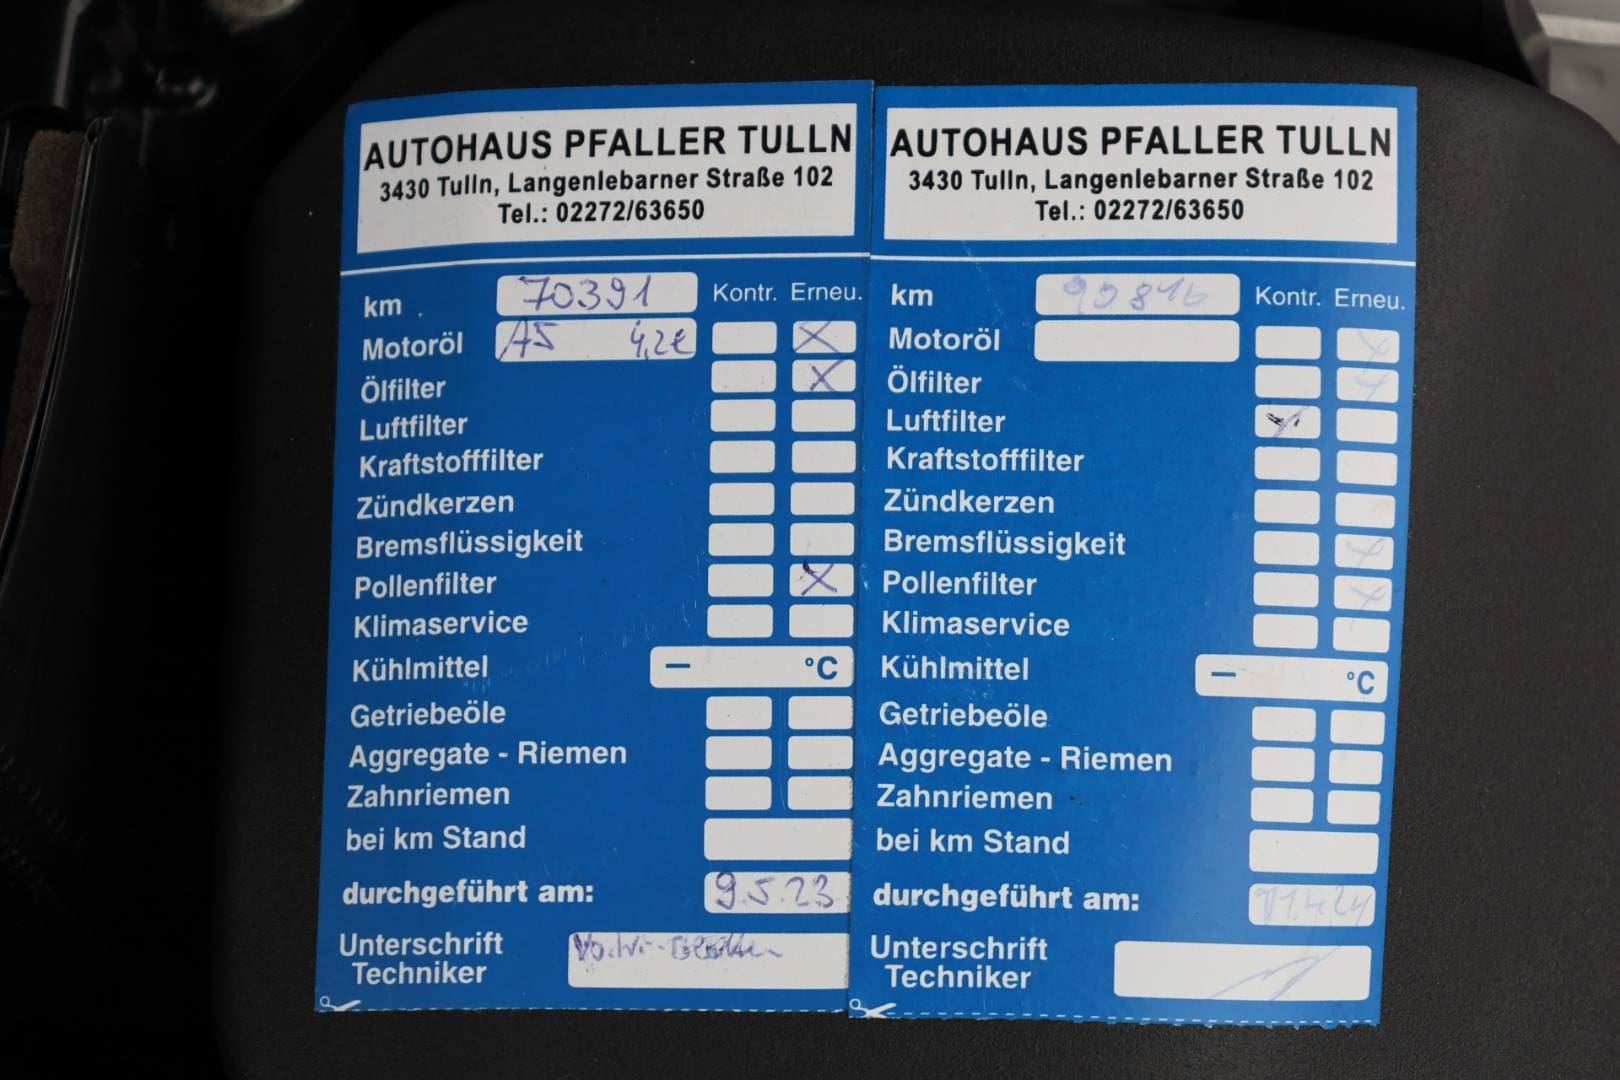 AUTOHAUS PFALLER TULLN
3430 Tulln, Langenlebarner Straße 102
Tel.: 02272/63650
km 70391 Kontr. Erneu.
Motoröl A5 4,2l X
Ölfilter X
Luftfilter
Kraftstofffilter
Zündkerzen
Bremsflüssigkeit
Pollenfilter X
Klimaservice
Kühlmittel – °C
Getriebeöle
Aggregate - Riemen
Zahnriemen
bei km Stand
durchgeführt am: 9.5.23
Unterschrift
Techniker
AUTOHAUS PFALLER TULLN
3430 Tulln, Langenlebarner Straße 102
Tel.: 02272/63650
km Kontr. Erneu.
Motoröl X
Ölfilter X
Luftfilter
Kraftstofffilter
Zündkerzen
Bremsflüssigkeit X
Pollenfilter X
Klimaservice
Kühlmittel – °C
Getriebeöle
Aggregate - Riemen
Zahnriemen
bei km Stand
durchgeführt am:
Unterschrift
Techniker